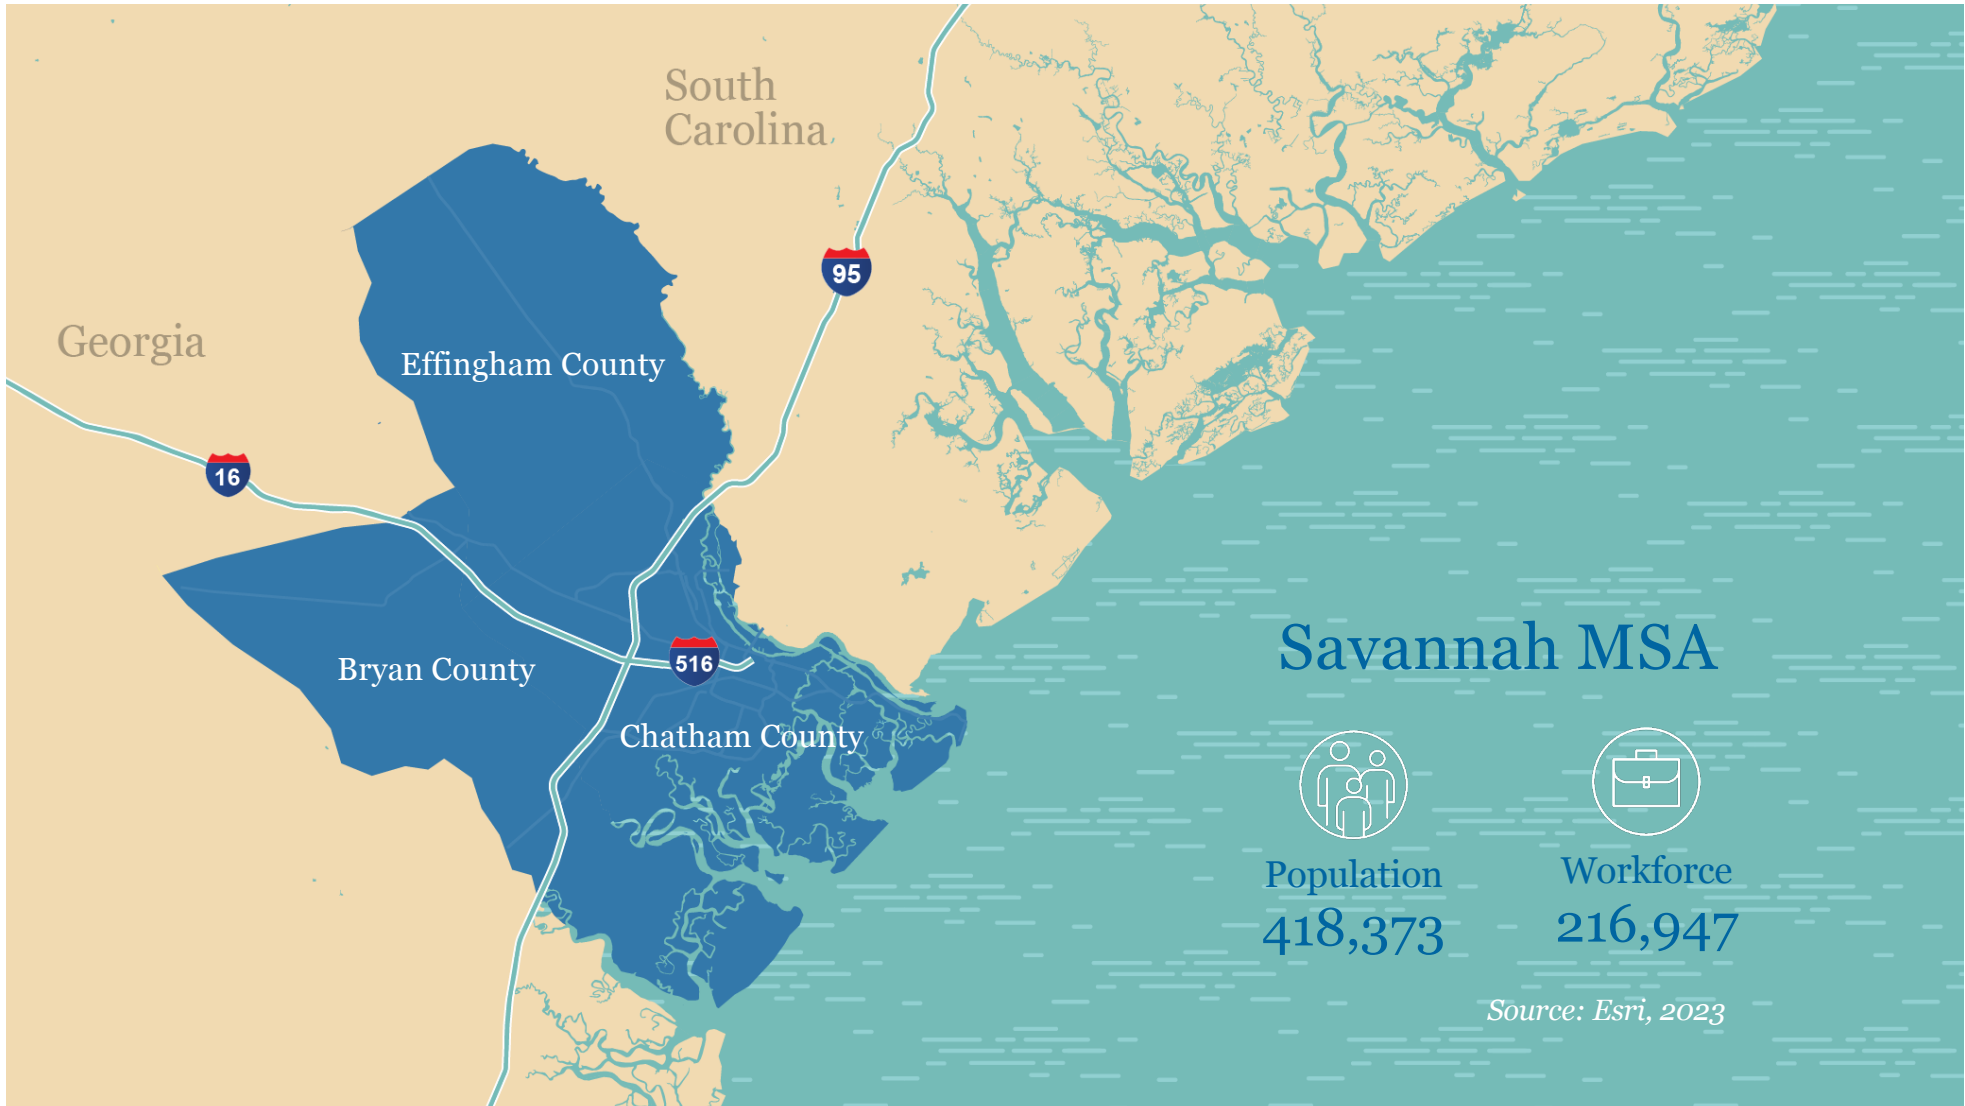 South
Carolina
95
Georgia
Effingham County
16
516
Bryan County
Chatham County
Savannah MSA
Population
418,373
Workforce
216,947
Source: Esri, 2023